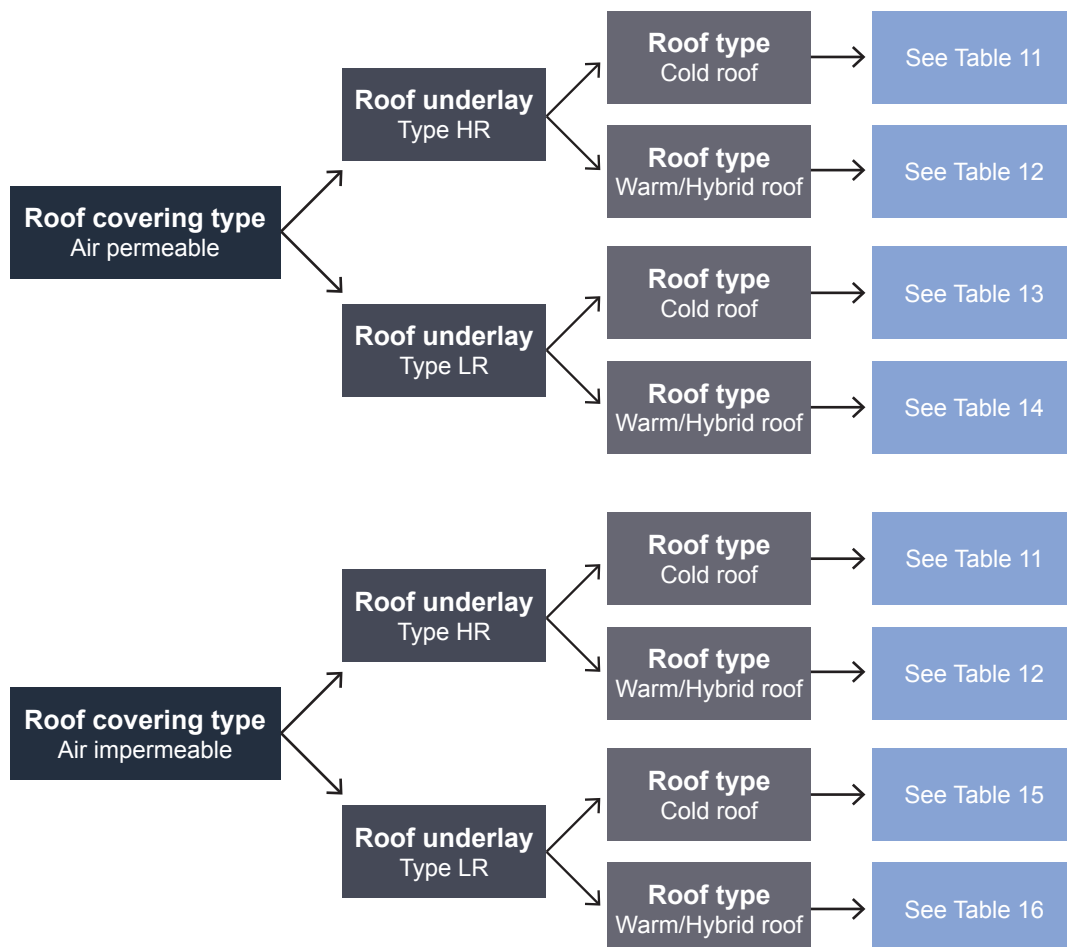 Roof type
Cold roof
See Table 11
Roof underlay
Type HR
Roof type
Warm/Hybrid roof
See Table 12
Roof covering type
Air permeable
Roof type
Cold roof
See Table 13
Roof underlay
Type LR
Roof type
Warm/Hybrid roof
See Table 14
Roof type
Cold roof
See Table 11
Roof underlay
Type HR
Roof type
Warm/Hybrid roof
See Table 12
Roof covering type
Air impermeable
Roof type
Cold roof
See Table 15
Roof underlay
Type LR
Roof type
Warm/Hybrid roof
See Table 16